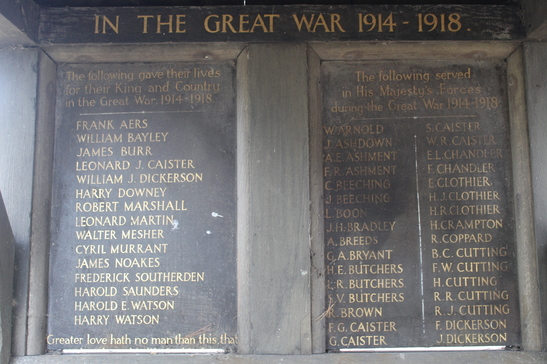 IN THE GREAT WAR 1914 - 1918
The following gave their lives
for their King and Country
in the Great War. 1914-1918.
FRANK AERS
WILLIAM BAYLEY
JAMES BURR
LEONARD J. CAISTER
WILLIAM J. DICKERSON
HARRY DOWNEY
ROBERT MARSHALL
LEONARD MARTIN
WALTER MESHER
CYRIL MURRANT
JAMES NOAKES
FREDERICK SOUTHERDEN
HAROLD SAUNDERS
HAROLD E. WATSON
HARRY WATSON
Greater love hath no man than this, that
The following served
in His Majesty's Forces
during the Great War 1914-1918
W. ARNOLD
J. ASHDOWN
A.E. ASHMENT
F.R. ASHMENT
C. BEECHING
J. BEECHING
BOON
J.H. BRADLEY
A. BREEDS
G.A. BRYANT
H.E. BUTCHERS
R. BUTCHERS
V. BUTCHERS
BROWN
F.G. CAISTER
G. CAISTER
S. CAISTER
W.R. CAISTER
E.L. CHANDLER
F. CHANDLER
E. CLOTHIER
H.J. CLOTHIER
H.R. CLOTHIER
H. CRAMPTON
R. COPPARD
B.C. CUTTING
F.W. CUTTING
H. CUTTING
R.R. CUTTING
R.J. CUTTING
F. DICKERSON
J. DICKERSON